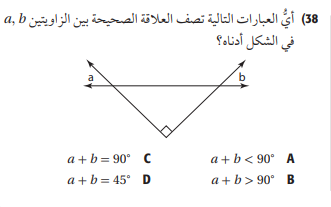 38) أيُّ العبارات التالية تصف العلاقة الصحيحة بين الزاويتين a, b
في الشكل أدناه؟
a b
a + b < 90° A
a + b = 90° C
a + b > 90° B
a + b = 45° D